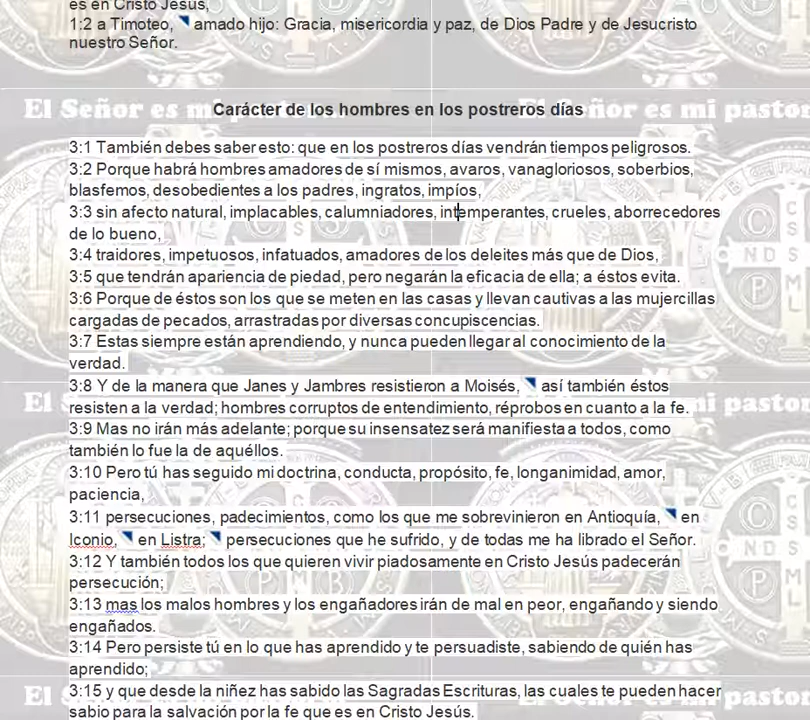 es en Cristo Jesús,
1:2 a Timoteo, amado hijo: Gracia, misericordia y paz, de Dios Padre y de Jesucristo
nuestro Señor.
El Señor es mi pastor
Carácter de los hombres en los postreros días
3:1 También debes saber esto: que en los postreros días vendrán tiempos peligrosos.
3:2 Porque habrá hombres amadores de sí mismos, avaros, vanagloriosos, soberbios,
blasfemos, desobedientes a los padres, ingratos, impíos,
3:3 sin afecto natural, implacables, calumniadores, intemperantes, crueles, aborrecedores
de lo bueno,
3:4 traidores, impetuosos, infatuados, amadores de los deleites más que de Dios,
3:5 que tendrán apariencia de piedad, pero negarán la eficacia de ella; a éstos evita.
3:6 Porque de éstos son los que se meten en las casas y llevan cautivas a las mujercillas
cargadas de pecados, arrastradas por diversas concupiscencias.
3:7 Estas siempre están aprendiendo, y nunca pueden llegar al conocimiento de la
verdad.
3:8 Y de la manera que Janes y Jambres resistieron a Moisés, así también éstos
resisten a la verdad; hombres corruptos de entendimiento, réprobos en cuanto a la fe.
3:9 Mas no irán más adelante; porque su insensatez será manifiesta a todos, como
también lo fue la de aquéllos.
3:10 Pero tú has seguido mi doctrina, conducta, propósito, fe, longanimidad, amor,
paciencia,
3:11 persecuciones, padecimientos, como los que me sobrevinieron en Antioquía, en
Iconio, en Listra; persecuciones que he sufrido, y de todas me ha librado el Señor.
3:12 Y también todos los que quieren vivir piadosamente en Cristo Jesús padecerán
persecución;
3:13 mas los malos hombres y los engañadores irán de mal en peor, engañando y siendo
engañados.
3:14 Pero persiste tú en lo que has aprendido y te persuadiste, sabiendo de quién has
aprendido;
3:15 y que desde la niñez has sabido las Sagradas Escrituras, las cuales te pueden hacer
sabio para la salvación por la fe que es en Cristo Jesús.